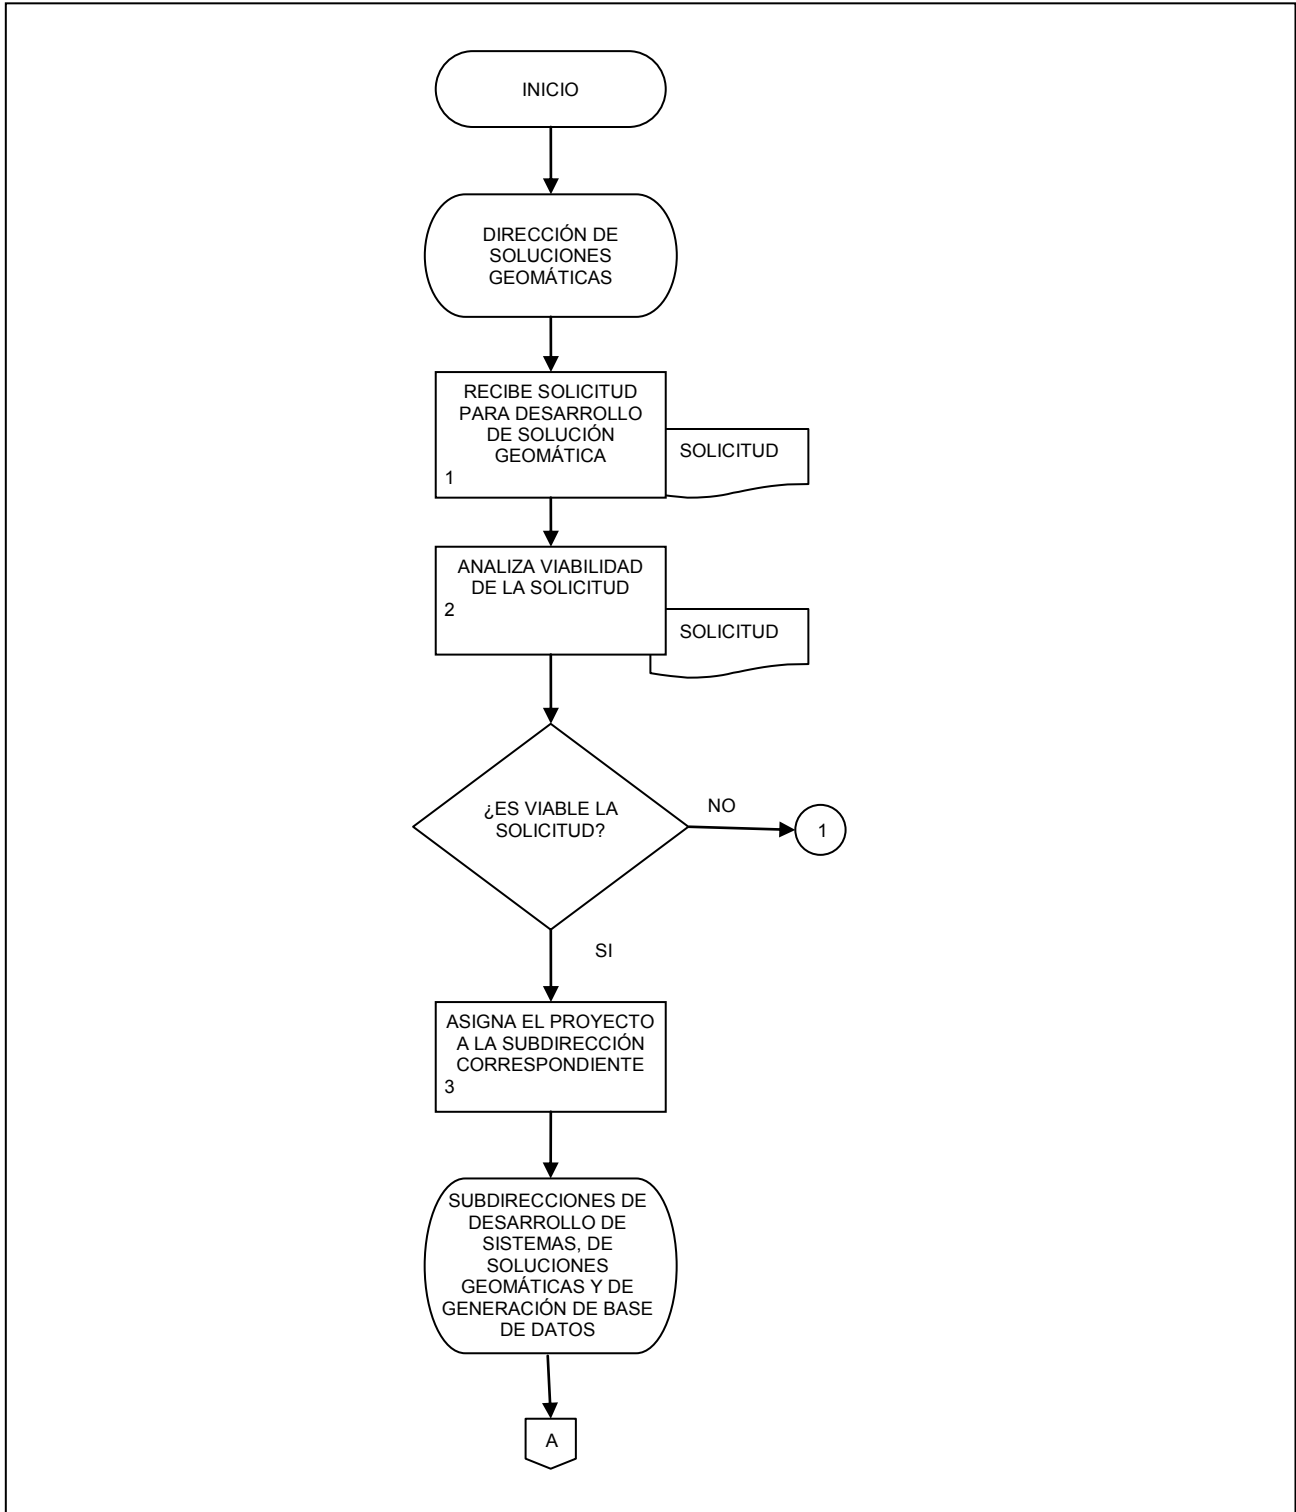 INICIO
DIRECCIÓN DE
SOLUCIONES
GEOMÁTICAS
RECIBE SOLICITUD
PARA DESARROLLO
DE SOLUCIÓN
GEOMÁTICA
1
SOLICITUD
ANALIZA VIABILIDAD
DE LA SOLICITUD
2
SOLICITUD
¿ES VIABLE LA
SOLICITUD?
NO
1
SI
ASIGNA EL PROYECTO
A LA SUBDIRECCIÓN
CORRESPONDIENTE
3
SUBDIRECCIONES DE
DESARROLLO DE
SISTEMAS, DE
SOLUCIONES
GEOMÁTICAS Y DE
GENERACIÓN DE BASE
DE DATOS
A